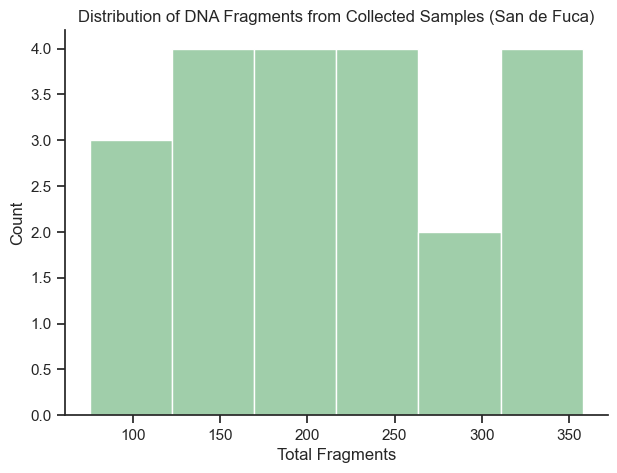 Distribution of DNA Fragments from Collected Samples (San de Fuca)
4.0
3.5
3.0
2.5
2.0
1.5
1.0
0.5
0.0
Count
100 150 200 250 300 350
Total Fragments